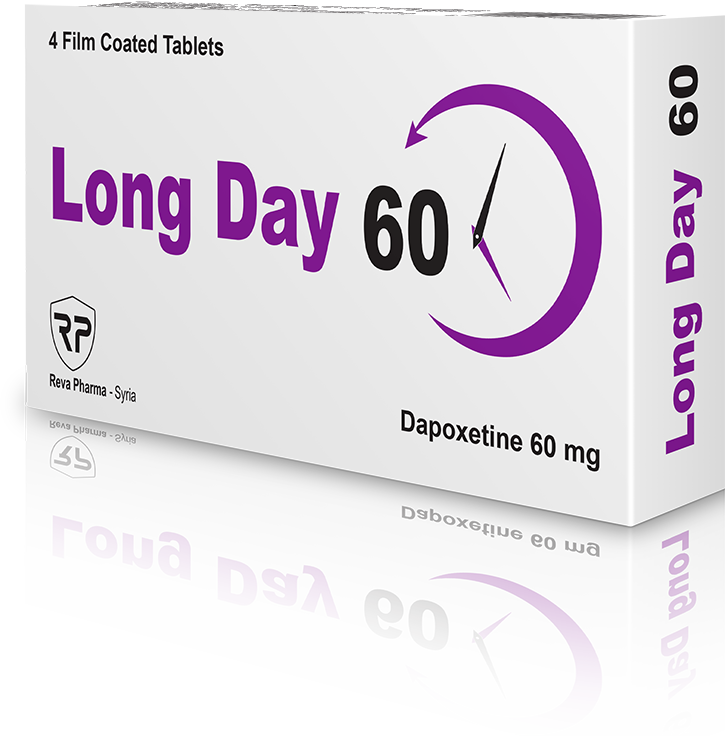 4 Film Coated Tablets
Long Day 60
RP
Reva Pharma - Syria
Dapoxetine 60 mg
Long Day 60